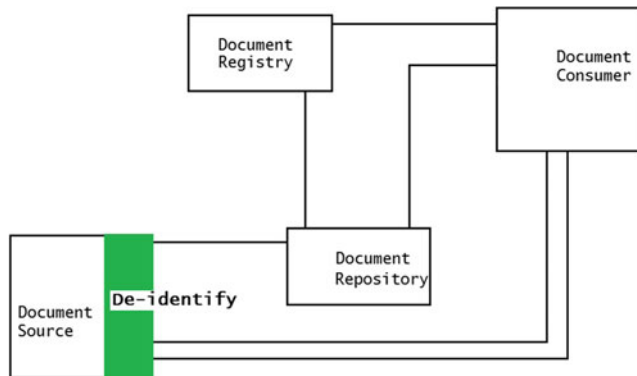 Document
Registry
Document
Consumer
Document
Repository
De-identify
Document
Source